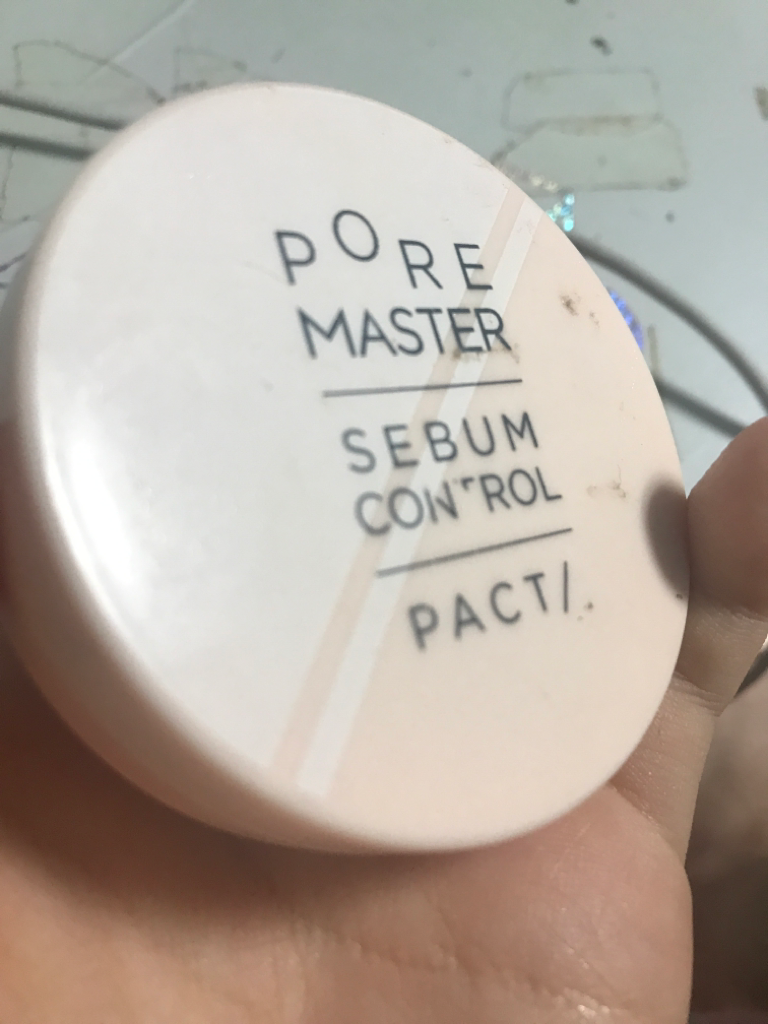 PORE
MASTER
SEBUM
CONTROL
PACT/.